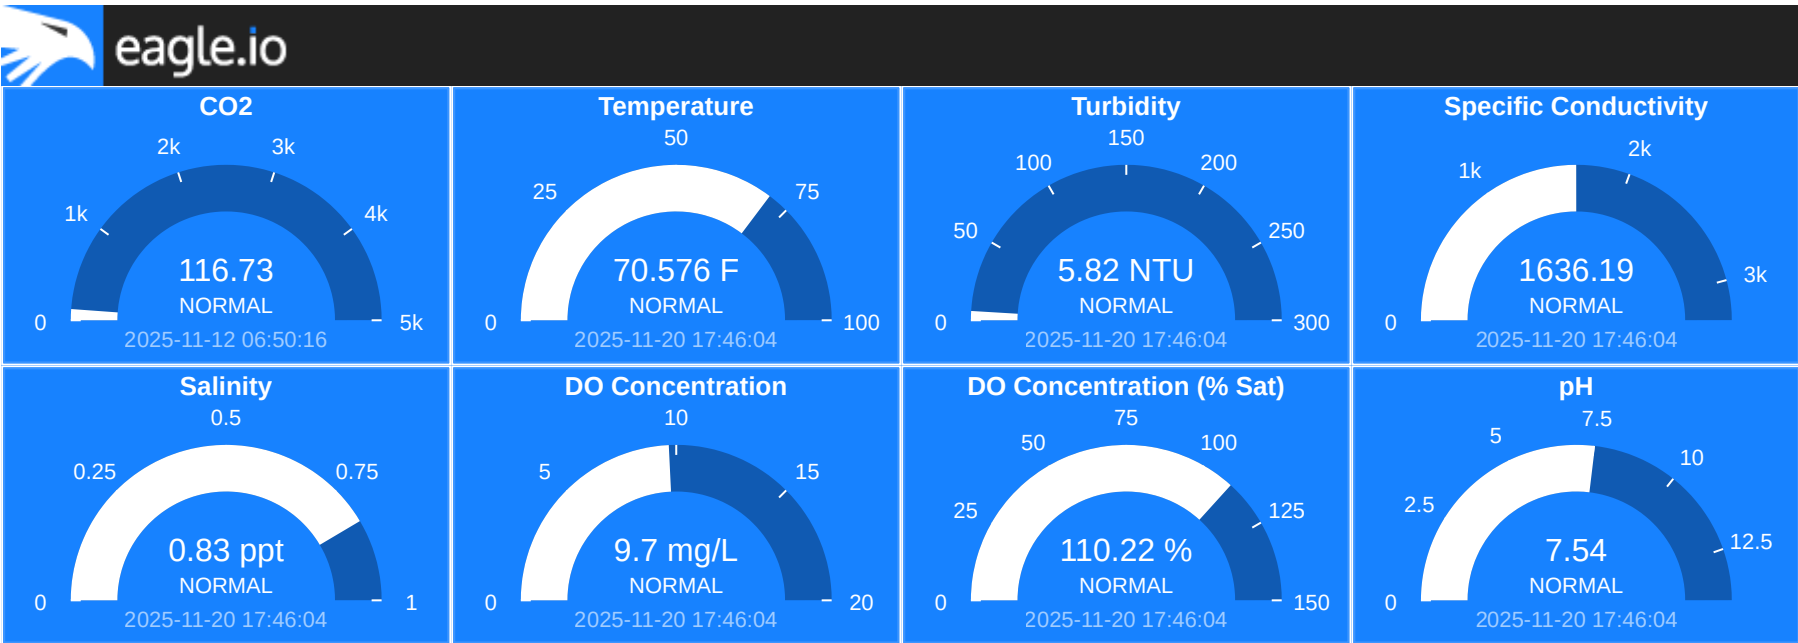 eagle.io
CO2
0
1k
2k
3k
4k
5k
116.73
NORMAL
2025-11-12 06:50:16
Temperature
0
25
50
75
100
70.576 F
NORMAL
2025-11-20 17:46:04
Turbidity
0
50
100
150
200
250
300
5.82 NTU
NORMAL
2025-11-20 17:46:04
Specific Conductivity
0
1k
2k
3k
1636.19
NORMAL
2025-11-20 17:46:04
Salinity
0
0.25
0.5
0.75
1
0.83 ppt
NORMAL
2025-11-20 17:46:04
DO Concentration
0
5
10
15
20
9.7 mg/L
NORMAL
2025-11-20 17:46:04
DO Concentration (% Sat)
0
25
50
75
100
125
150
110.22 %
NORMAL
2025-11-20 17:46:04
pH
0
2.5
5
7.5
10
12.5
7.54
NORMAL
2025-11-20 17:46:04